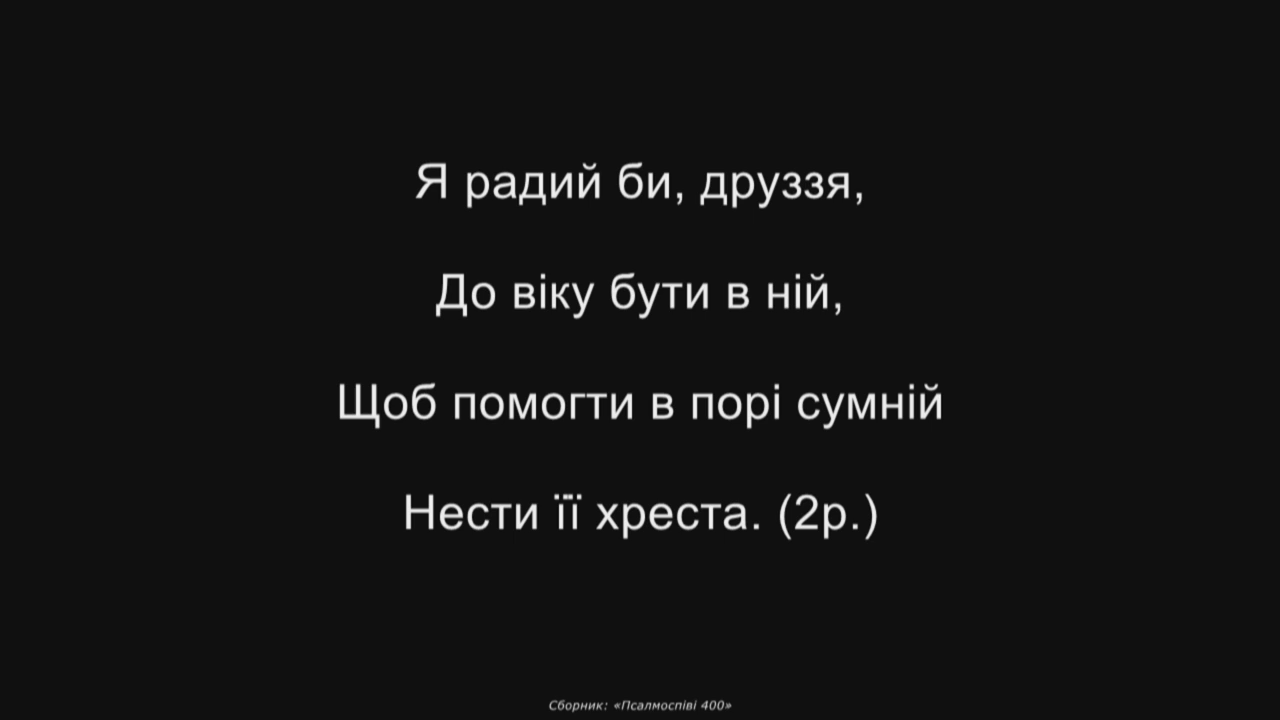 Я радий би, друззя,
До віку бути в ній,
Щоб помогти в порі сумній
Нести її хреста. (2р.)
Сборник: «Псалмоспіві 400»